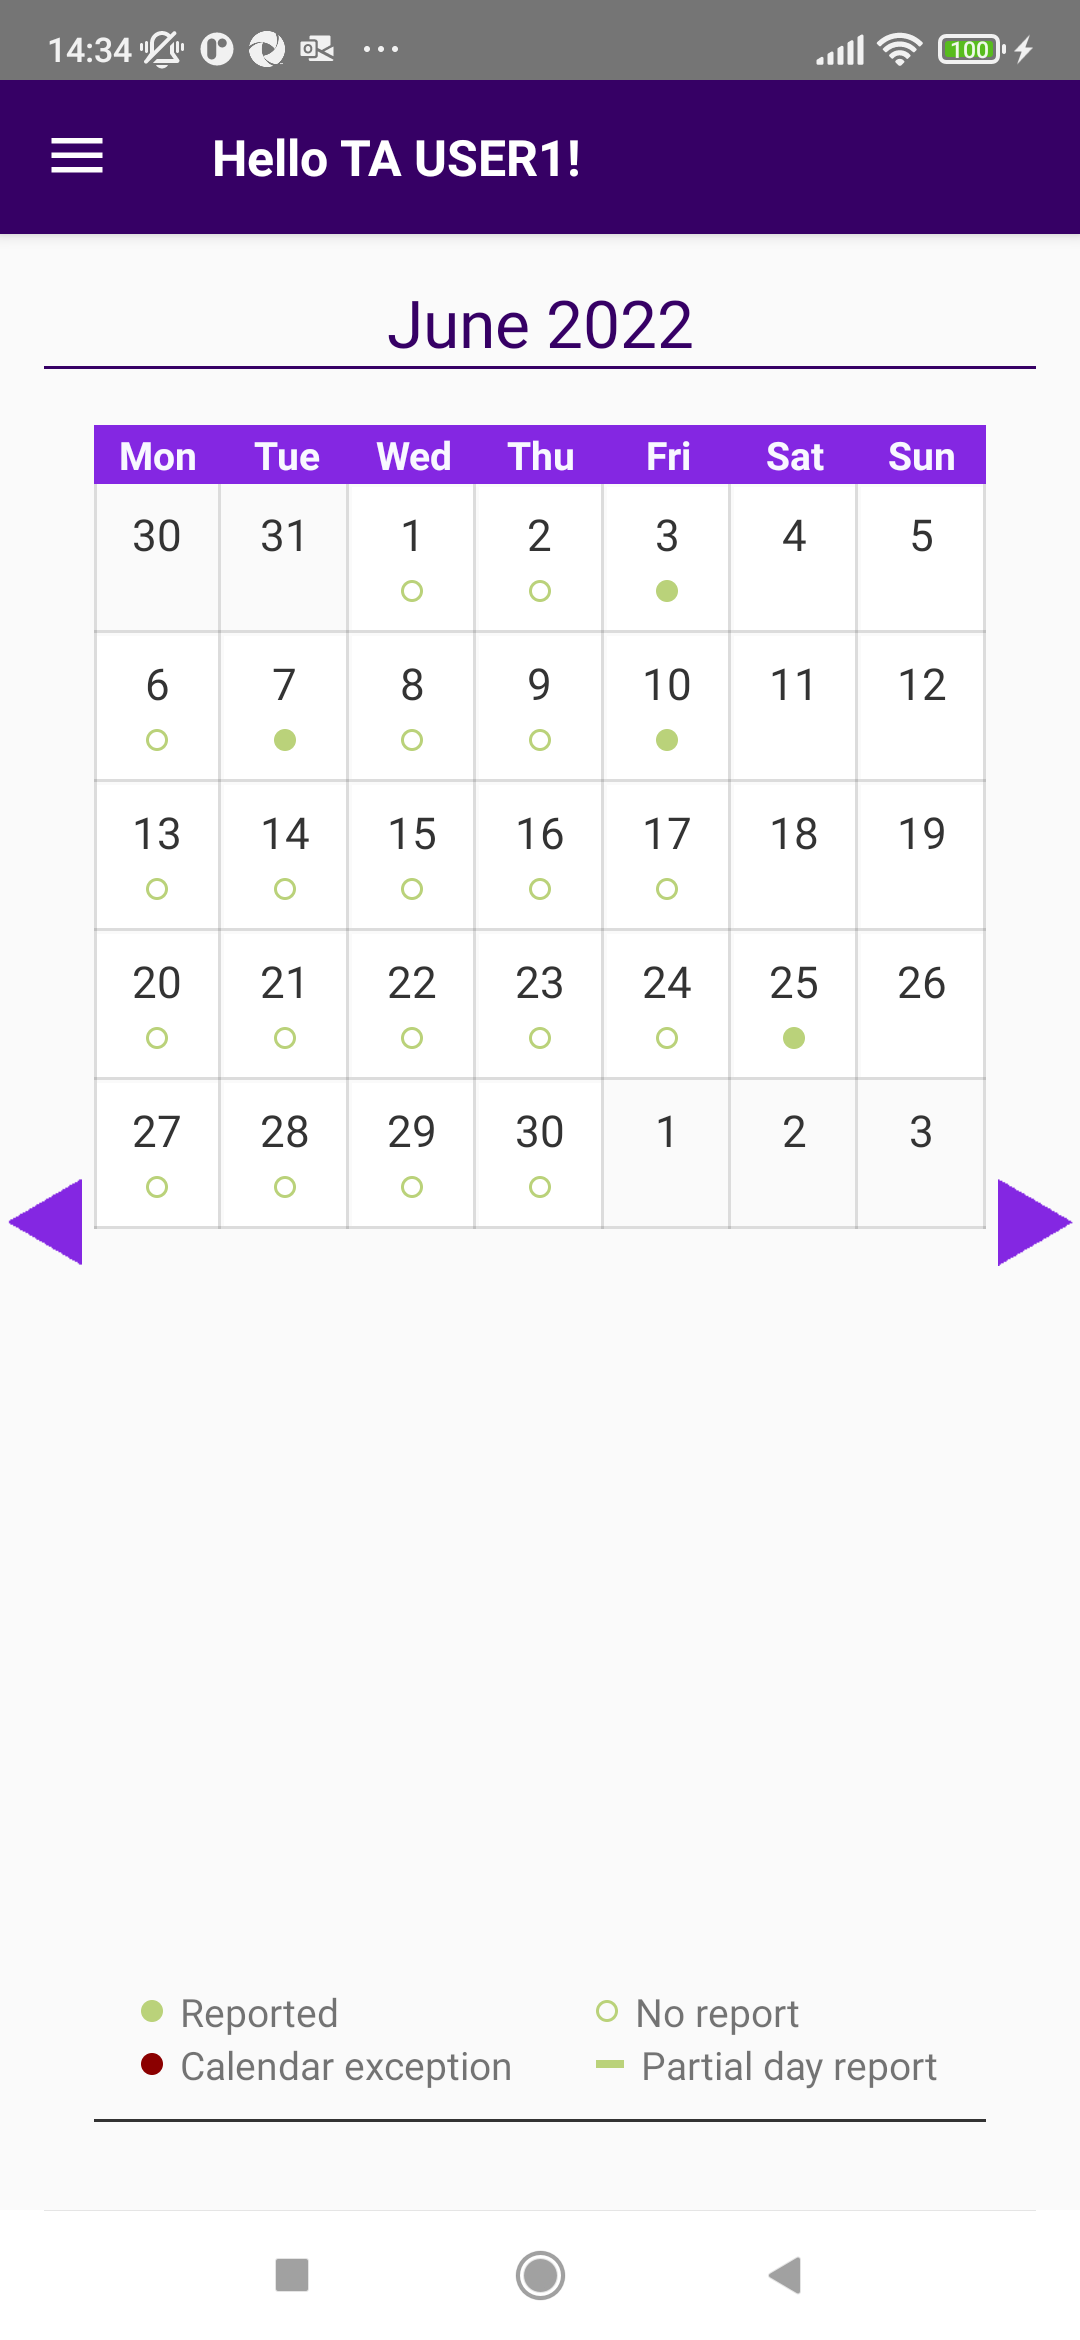 14:34 100
Hello TA USER1!
June 2022
Mon Tue Wed Thu Fri Sat Sun
30 31 1 2 3 4 5
6 7 8 9 10 11 12
13 14 15 16 17 18 19
20 21 22 23 24 25 26
27 28 29 30 1 2 3
Reported No report
Calendar exception Partial day report